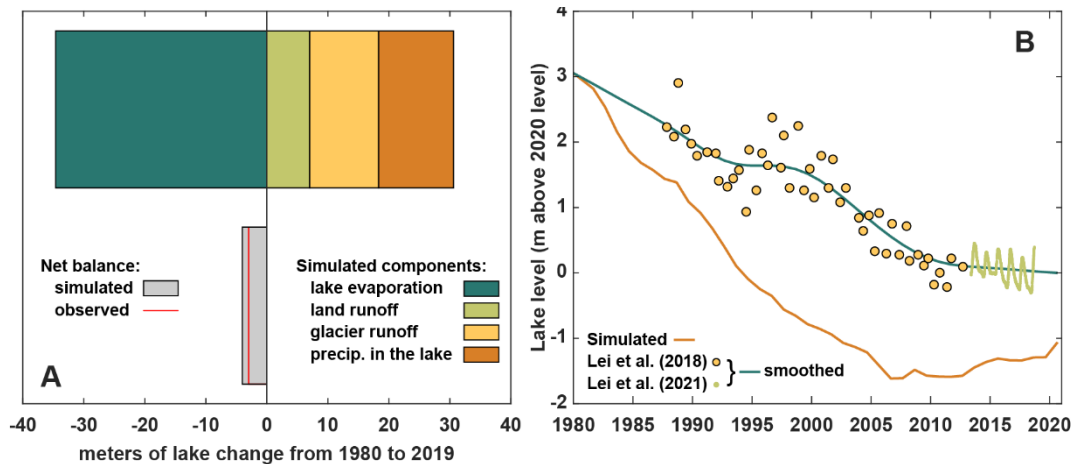 Net balance:
simulated
observed
Simulated components:
lake evaporation
land runoff
glacier runoff
precip. in the lake
A
-40 -30 -20 -10 0 10 20 30 40
meters of lake change from 1980 to 2019
B
Lake level (m above 2020 level)
4
3
2
1
0
-1
-2
Simulated
Lei et al. (2018)
Lei et al. (2021)
} smoothed
1980 1985 1990 1995 2000 2005 2010 2015 2020